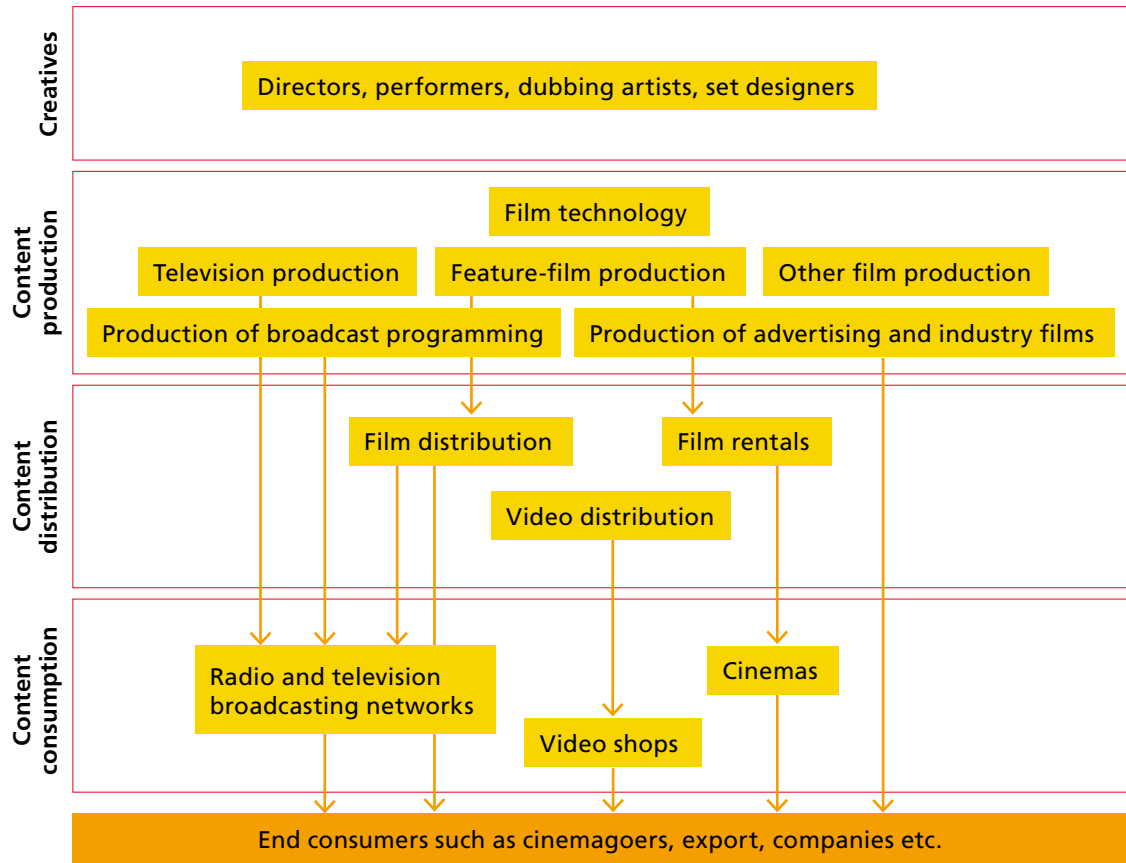 Creatives
Directors, performers, dubbing artists, set designers
Content
production
Film technology
Television production
Feature-film production
Other film production
Production of broadcast programming
Production of advertising and industry films
Content
distribution
Film distribution
Film rentals
Video distribution
Content
consumption
Radio and television
broadcasting networks
Cinemas
Video shops
End consumers such as cinemagoers, export, companies etc.